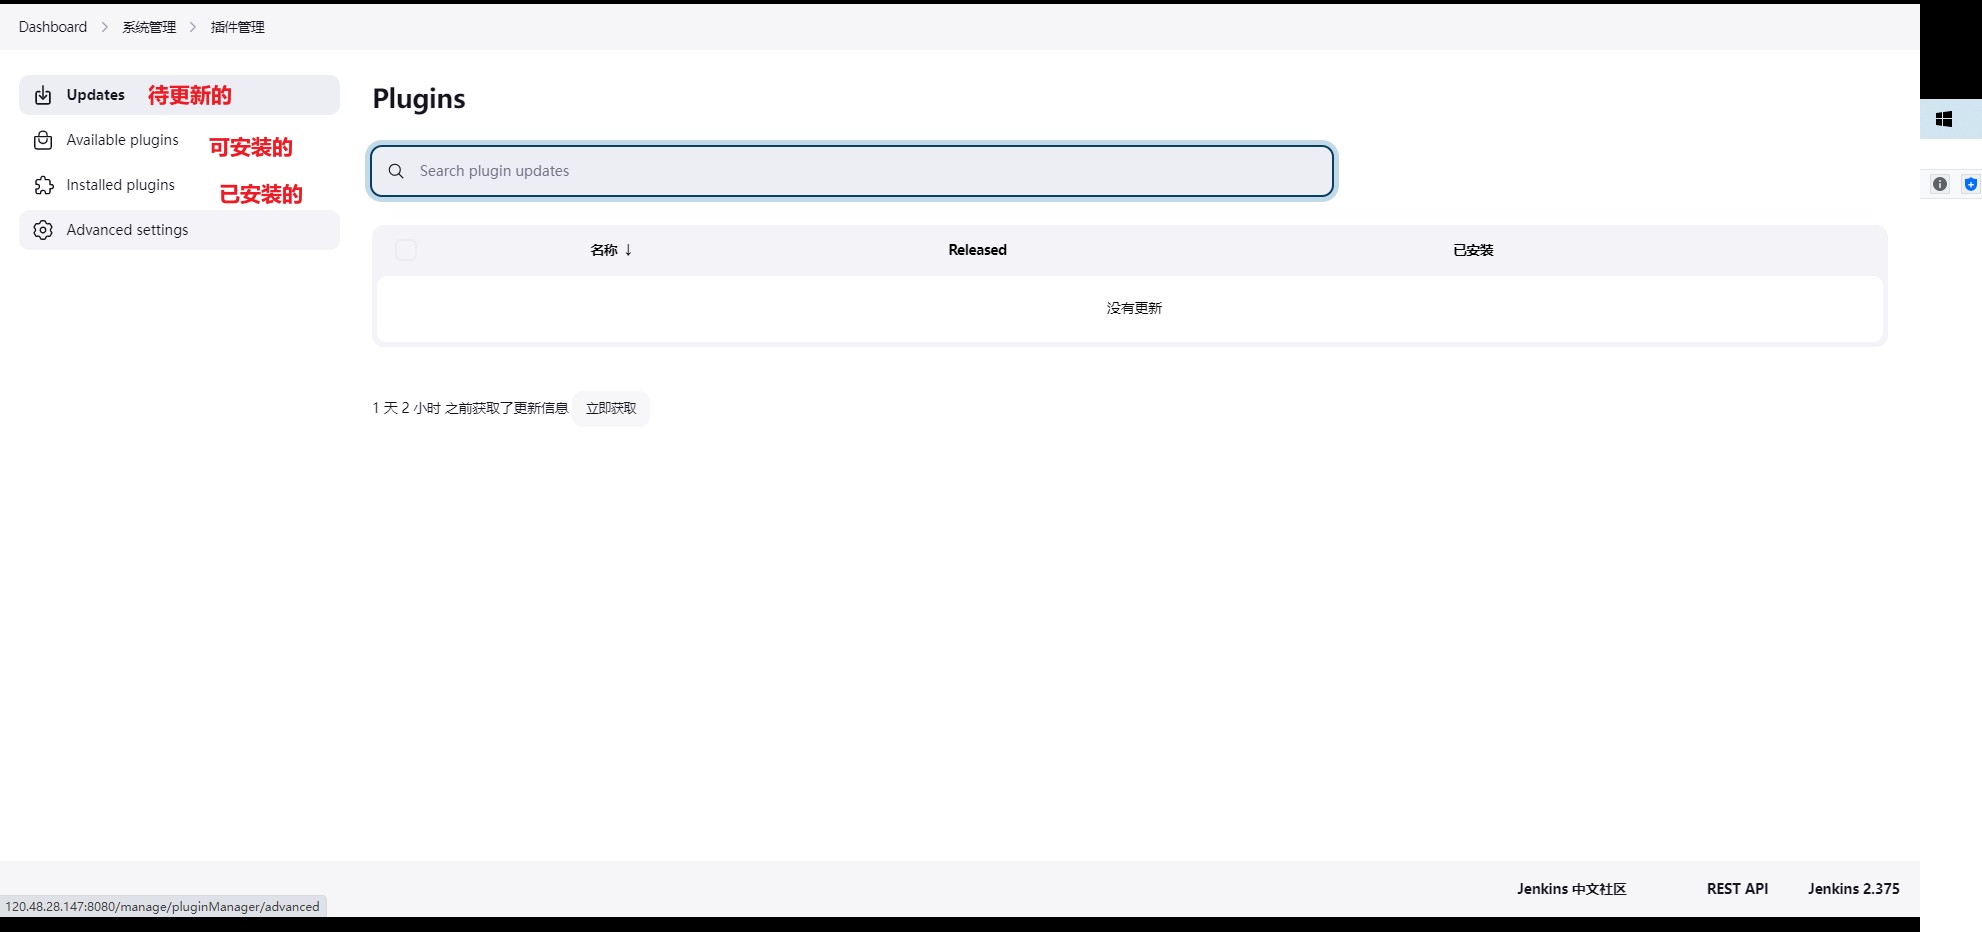 Dashboard > 系统管理 > 插件管理
Updates 待更新的
Available plugins 可安装的
Installed plugins 已安装的
Advanced settings
Plugins
Search plugin updates
名称 ↓ Released 已安装
没有更新
1 天 2 小时 之前获取了更新信息 立即获取
Jenkins 中文社区 REST API Jenkins 2.375
120.48.28.147:8080/manage/pluginManager/advanced